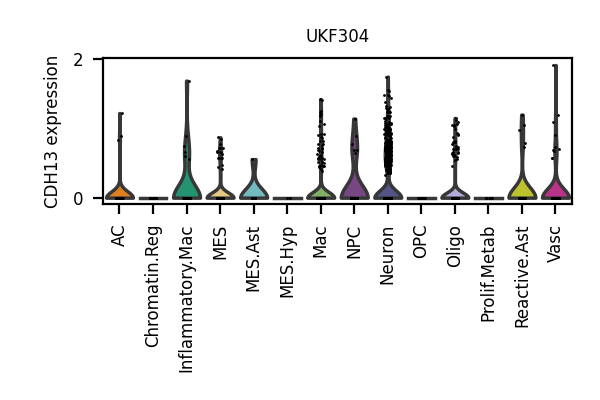 UKF304
CDH13 expression
2
0
AC
Chromatin.Reg
Inflammatory.Mac
MES
MES.Ast
MES.Hyp
Mac
NPC
Neuron
OPC
Oligo
Prolif.Metab
Reactive.Ast
Vasc